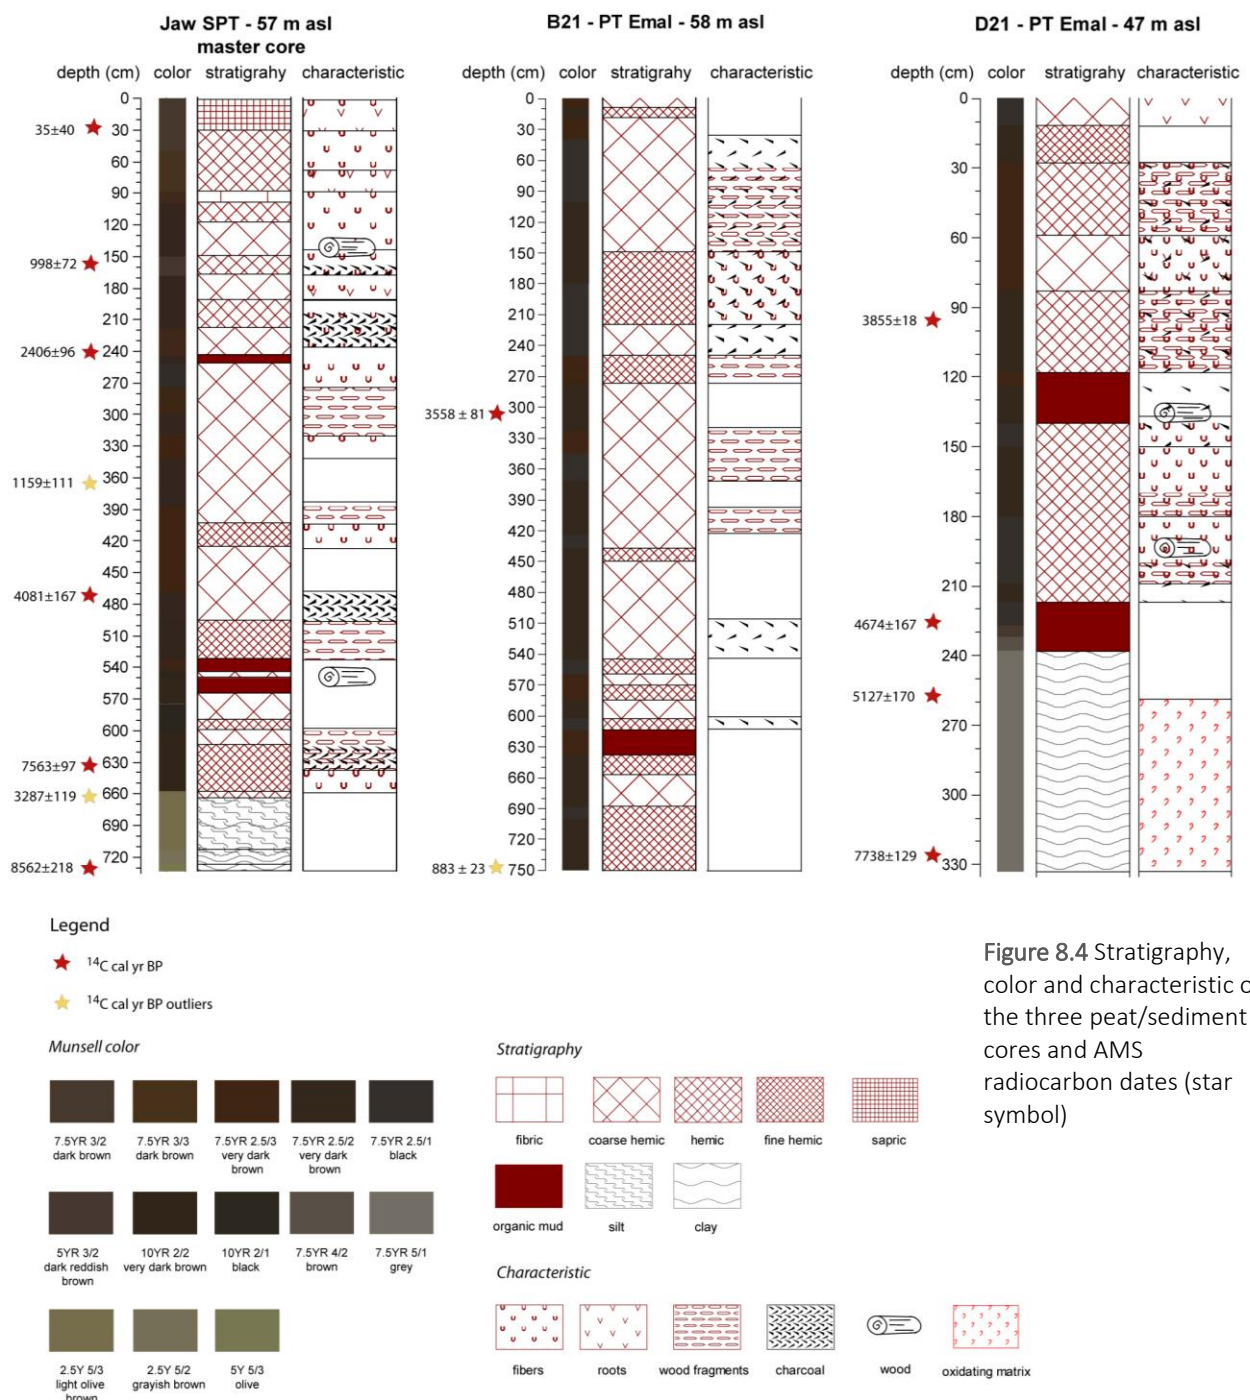 Jaw SPT - 57 m asl
master core
B21 - PT Emal - 58 m asl
D21 - PT Emal - 47 m asl
depth (cm) color stratigrahy characteristic
depth (cm) color stratigraphy characteristic
depth (cm) color stratigraphy characteristic
0
30
60
90
120
150
180
210
240
270
300
330
360
390
420
450
480
510
540
570
600
630
660
690
720
35±40
998±72
2406±96
1159±111
4081±167
7563±97
3287±119
8562±218
0
30
60
90
120
150
180
210
240
270
300
330
360
390
420
450
480
510
540
570
600
630
660
690
720
750
3558 ± 81
883 ± 23
0
30
60
90
120
150
180
210
240
270
300
330
3855±18
4674±167
5127±170
7738±129
Legend
14C cal yr BP
14C cal yr BP outliers
Munsell color
7.5YR 3/2
dark brown
7.5YR 3/3
dark brown
7.5YR 2.5/3
very dark
brown
7.5YR 2.5/2
very dark
brown
7.5YR 2.5/1
black
5YR 3/2
dark reddish
brown
10YR 2/2
very dark brown
10YR 2/1
black
7.5YR 4/2
brown
7.5YR 5/1
grey
2.5Y 5/3
light olive
brown
2.5Y 5/2
grayish brown
5Y 5/3
olive
Stratigraphy
fibric
coarse hemic
hemic
fine hemic
sapric
organic mud
silt
clay
Characteristic
fibers
roots
wood fragments
charcoal
wood
oxidating matrix
Figure 8.4 Stratigraphy,
color and characteristic o
the three peat/sediment
cores and AMS
radiocarbon dates (star
symbol)